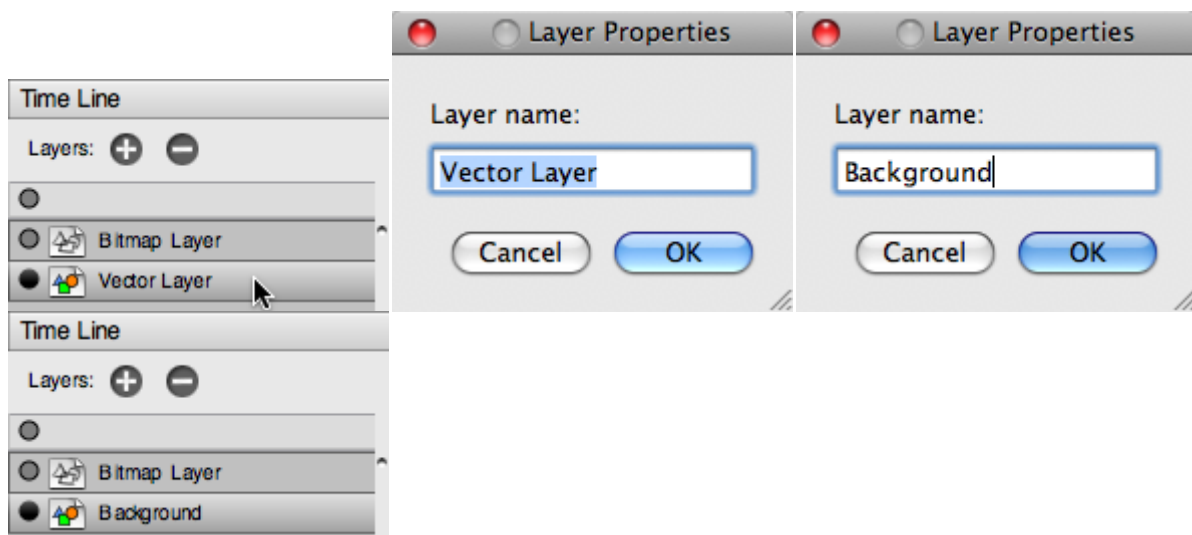 Time Line
Layers:
Bitmap Layer
Vector Layer
Layer Properties
Layer name:
Vector Layer
Cancel OK
Layer Properties
Layer name:
Background
Cancel OK
Time Line
Layers:
Bitmap Layer
Background